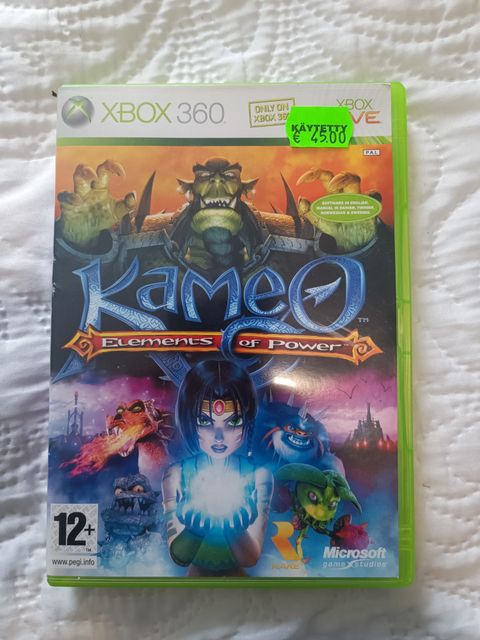 XBOX 360
ONLY ON
XBOX 360
XBOX
LIVE
KÄYTETTY
€ 45.00
PAL
SOFTWARE IN ENGLISH.
MANUAL IN DANISH, FINNISH,
NORWEGIAN & SWEDISH.
Kameo
TM
Elements of Power
12+
TM
www.pegi.info
RARE
Microsoft
game studios